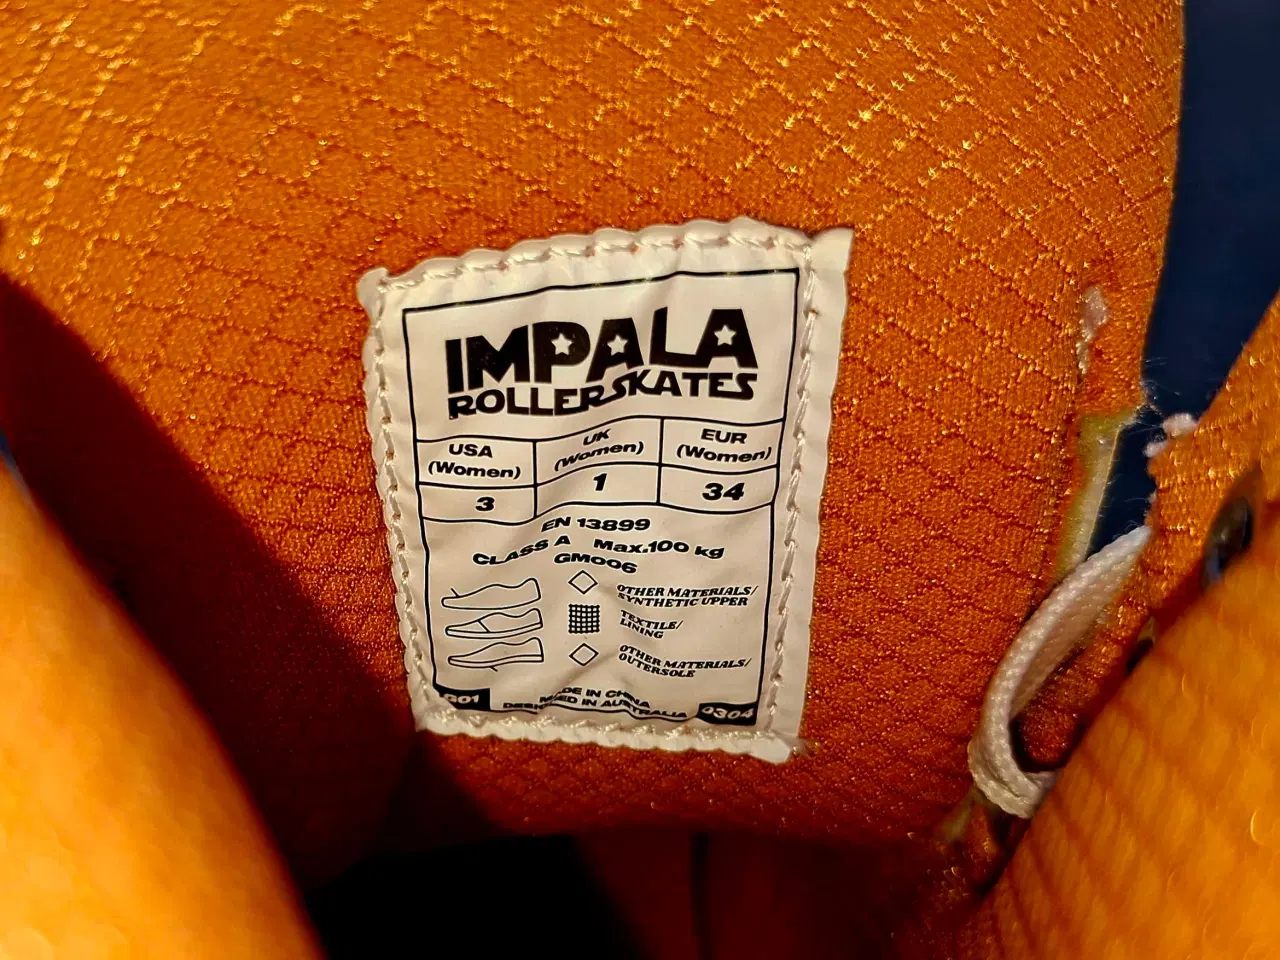 IMPALA
ROLLERSKATES
USA (Women) UK (Women) EUR (Women)
3 1 34
EN 13899
CLASS A Max.100 kg
GM006
OTHER MATERIALS/
SYNTHETIC UPPER
TEXTILE/
LINING
OTHER MATERIALS/
OUTERSOLE
MADE IN CHINA
DESIGNED IN AUSTRALIA
0304